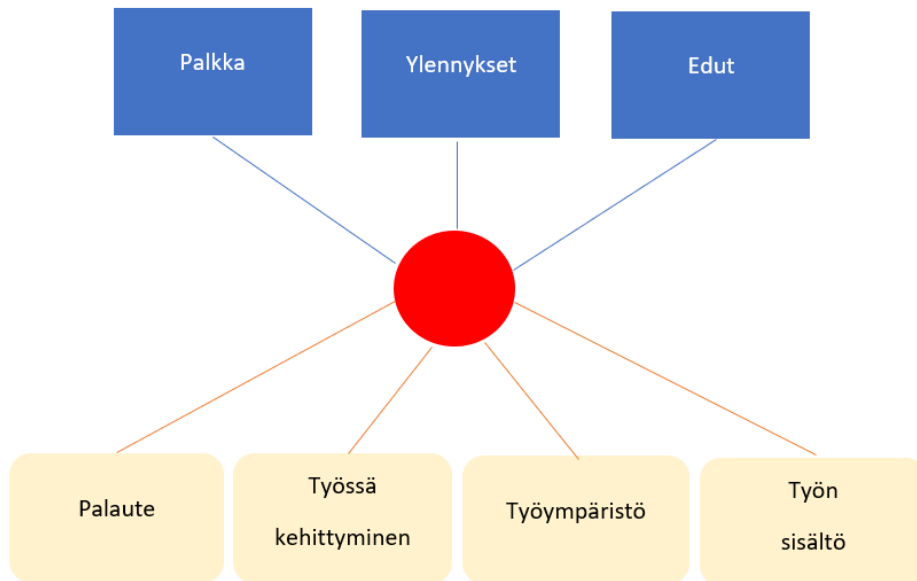 Palkka
Ylennykset
Edut
Palaute
Työssä
kehittyminen
Työympäristö
Työn
sisältö